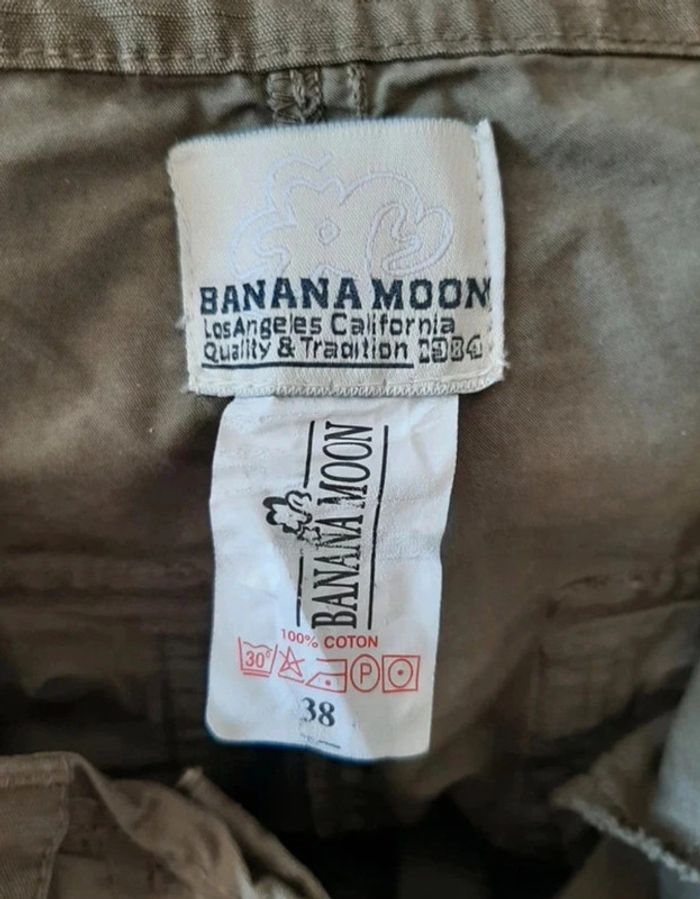 BANANA MOON
Los Angeles California
Quality & Tradition 1984
BANANA MOON
100% COTON
30° P
38